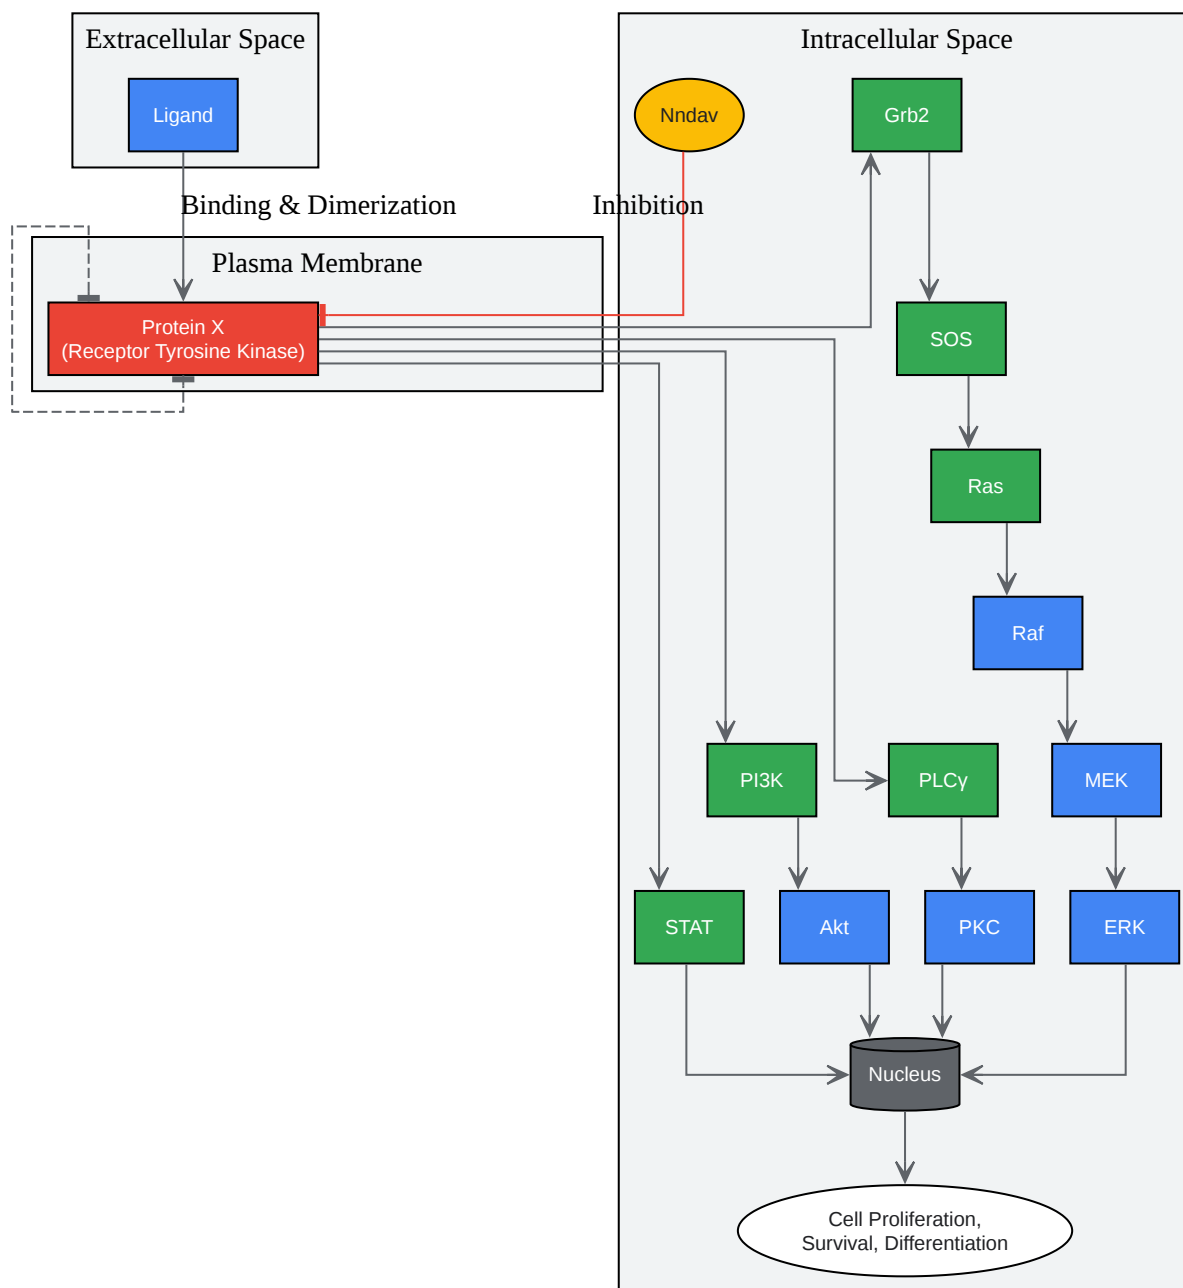 Extracellular Space
Intracellular Space
Ligand
Nndav
Grb2
Binding & Dimerization
Inhibition
Plasma Membrane
Protein X
(Receptor Tyrosine Kinase)
SOS
Ras
Raf
PI3K
PLCγ
MEK
STAT
Akt
PKC
ERK
Nucleus
Cell Proliferation,
Survival, Differentiation